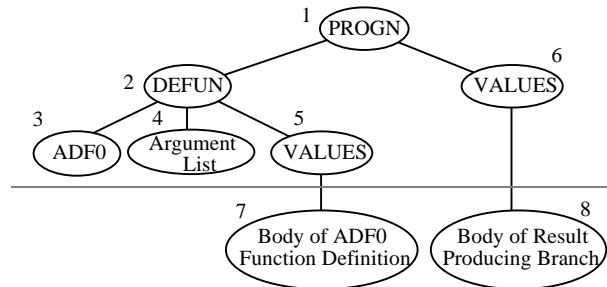 1
PROGN
2
DEFUN
6
VALUES
3
ADF0
4
Argument
List
5
VALUES
7
Body of ADF0
Function Definition
8
Body of Result
Producing Branch